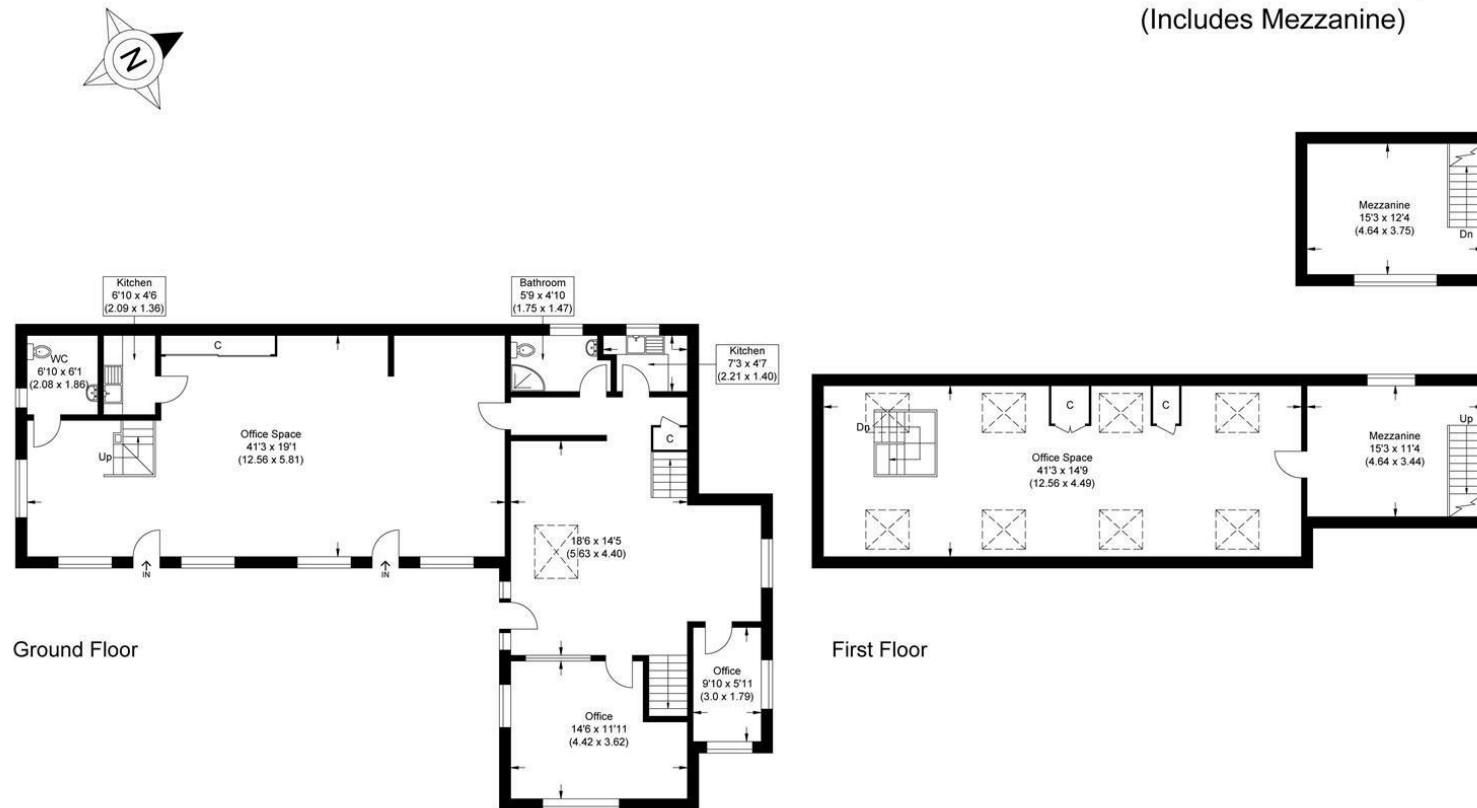 (Includes Mezzanine)
N
Mezzanine
15'3 x 12'4
(4.64 x 3.75)
Dn
Kitchen
6'10 x 4'6
(2.09 x 1.36)
Bathroom
5'9 x 4'10
(1.75 x 1.47)
Kitchen
7'3 x 4'7
(2.21 x 1.40)
WC
6'10 x 6'1
(2.08 x 1.86)
C
Up
Office Space
41'3 x 19'1
(12.56 x 5.81)
IN
IN
C
18'6 x 14'5
(5.63 x 4.40)
Office
14'6 x 11'11
(4.42 x 3.62)
Office
9'10 x 5'11
(3.0 x 1.79)
Ground Floor
Dn
C
C
Office Space
41'3 x 14'9
(12.56 x 4.49)
Mezzanine
15'3 x 11'4
(4.64 x 3.44)
Up
First Floor